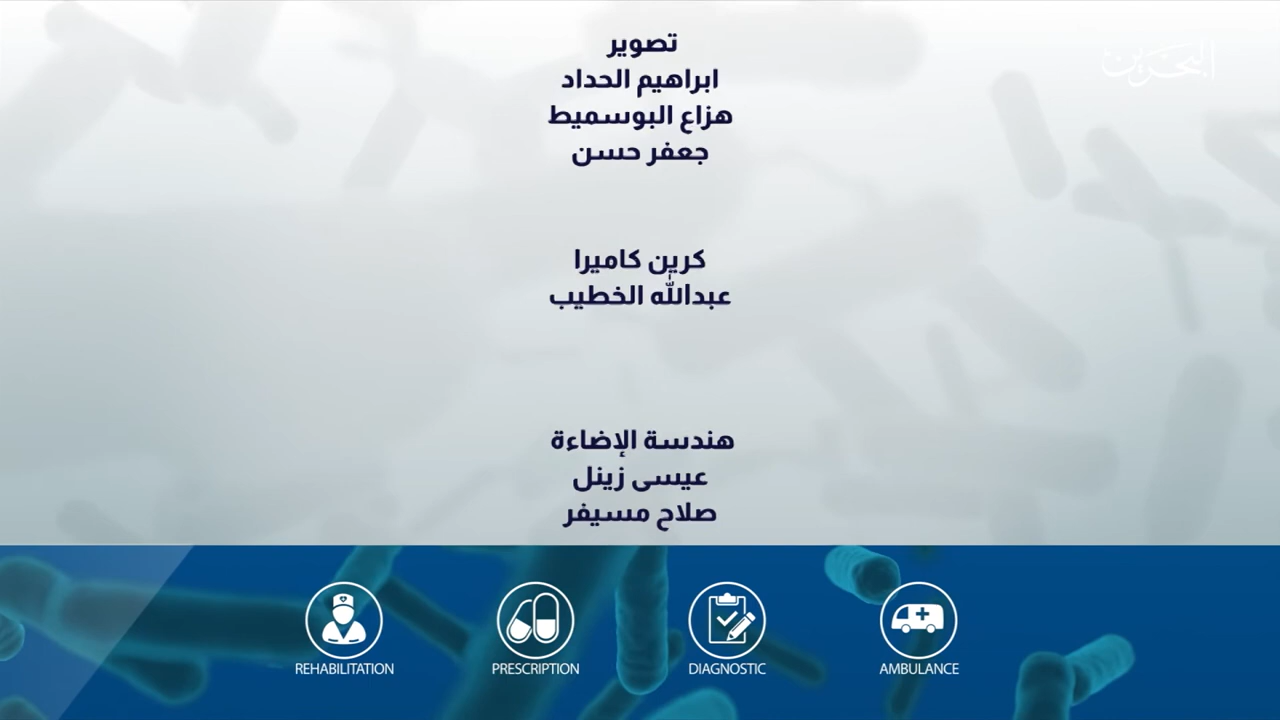 البحرين
تصوير
ابراهيم الحداد
هزاع البوسميط
جعفر حسن
كرين كاميرا
عبدالله الخطيب
هندسة الإضاءة
عيسى زينل
صلاح مسيفر
REHABILITATION
PRESCRIPTION
DIAGNOSTIC
AMBULANCE